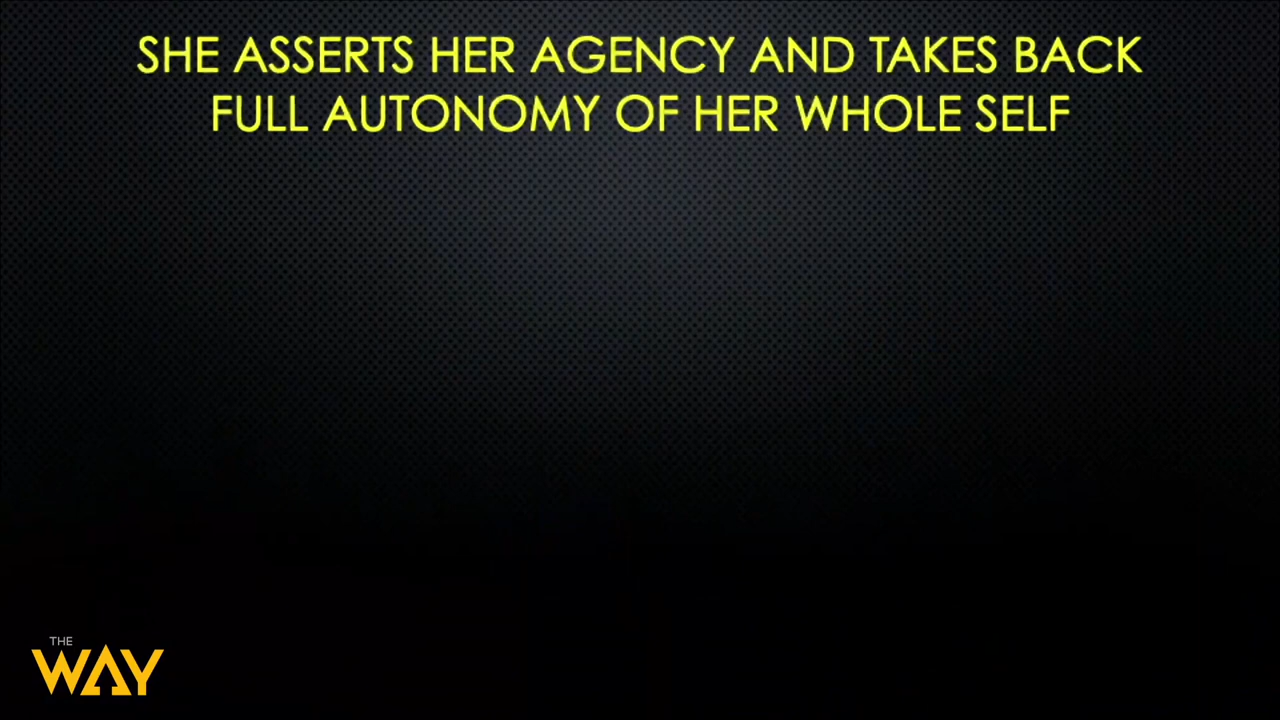 SHE ASSERTS HER AGENCY AND TAKES BACK
FULL AUTONOMY OF HER WHOLE SELF
THE
WAY